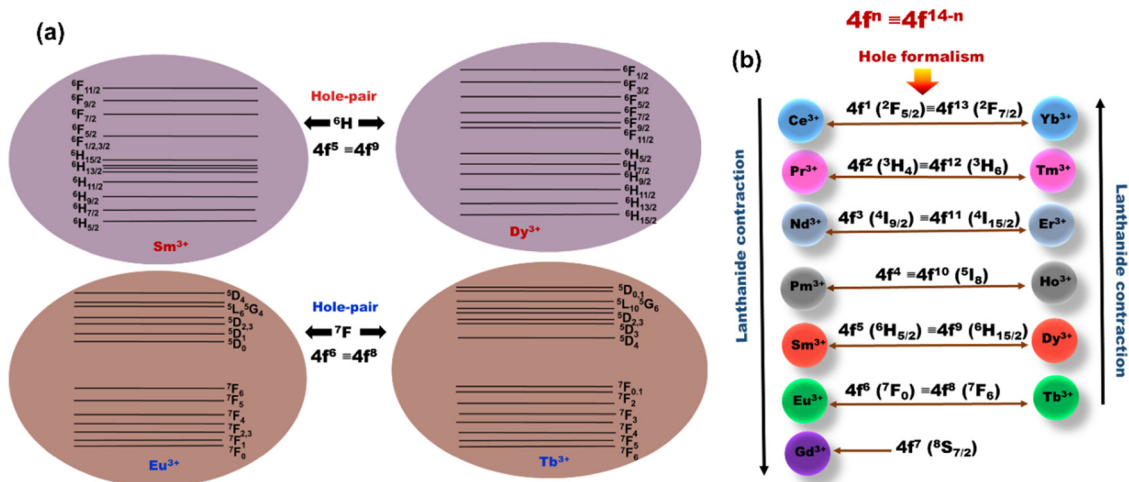 (a)
⁶F₁₁/₂
⁶F₉/₂
⁶F₇/₂
⁶F₅/₂
⁶F₁/₂,₃/₂
⁶H₁₅/₂
⁶H₁₃/₂
⁶H₁₁/₂
⁶H₉/₂
⁶H₇/₂
⁶H₅/₂
Sm³⁺
Hole-pair
⁶H
4f⁵ ≡4f⁹
⁶F₁/₂
⁶F₃/₂
⁶F₅/₂
⁶F₇/₂
⁶F₉/₂
⁶F₁₁/₂
⁶H₅/₂
⁶H₇/₂
⁶H₉/₂
⁶H₁₁/₂
⁶H₁₃/₂
⁶H₁₅/₂
Dy³⁺
⁵D₄
⁵L₆ ⁵G₄
⁵D₂,₃
⁵D₁
⁵D₀
⁷F₆
⁷F₅
⁷F₄
⁷F₂,₃
⁷F₁
⁷F₀
Eu³⁺
Hole-pair
⁷F
4f⁶ ≡4f⁸
⁵D₀,₁
⁵L₁₀ ⁵G₆
⁵D₂,₃
⁵D₃
⁵D₄
⁷F₀,₁
⁷F₂
⁷F₃
⁷F₄
⁷F₅
⁷F₆
Tb³⁺
(b)
4fⁿ ≡4f¹⁴⁻ⁿ
Hole formalism
Lanthanide contraction
Ce³⁺ 4f¹ (²F₅/₂)≡4f¹³ (²F₇/₂) Yb³⁺
Pr³⁺ 4f² (³H₄)≡4f¹² (³H₆) Tm³⁺
Nd³⁺ 4f³ (⁴I₉/₂) ≡4f¹¹ (⁴I₁₅/₂) Er³⁺
Pm³⁺ 4f⁴ ≡4f¹⁰ (⁵I₈) Ho³⁺
Sm³⁺ 4f⁵ (⁶H₅/₂) ≡4f⁹ (⁶H₁₅/₂) Dy³⁺
Eu³⁺ 4f⁶ (⁷F₀) ≡4f⁸ (⁷F₆) Tb³⁺
Gd³⁺ 4f⁷ (⁸S₇/₂)
Lanthanide contraction